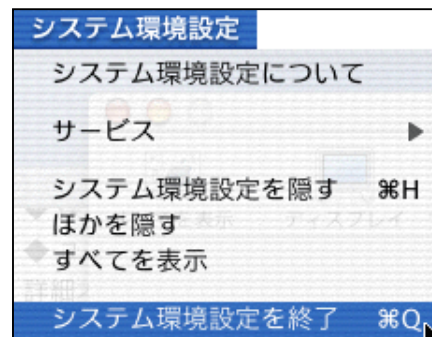 システム環境設定
システム環境設定について
サービス
システム環境設定を隠す ⌘H
ほかを隠す
すべてを表示
システム環境設定を終了 ⌘Q